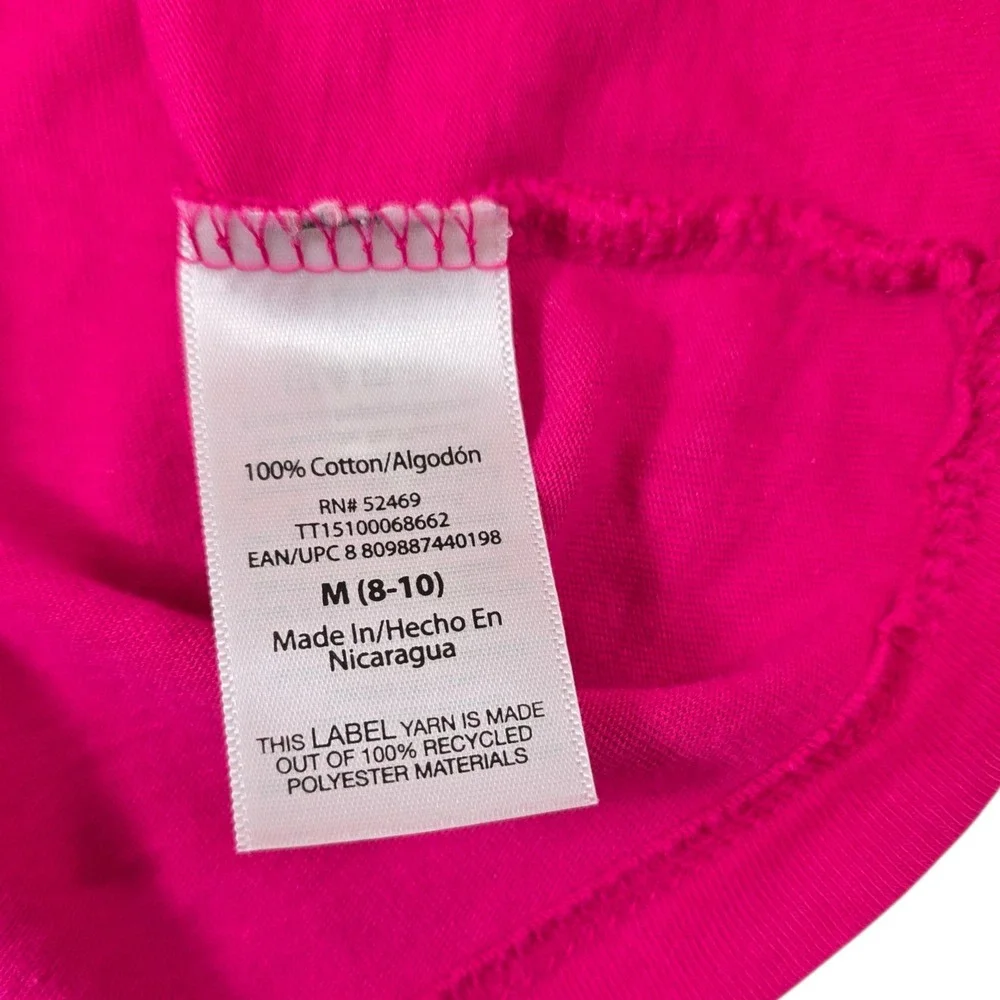 100% Cotton/Algodón
RN# 52469
TT15100068662
EAN/UPC 8 809887440198
M (8-10)
Made In/Hecho En
Nicaragua
THIS LABEL YARN IS MADE
OUT OF 100% RECYCLED
POLYESTER MATERIALS